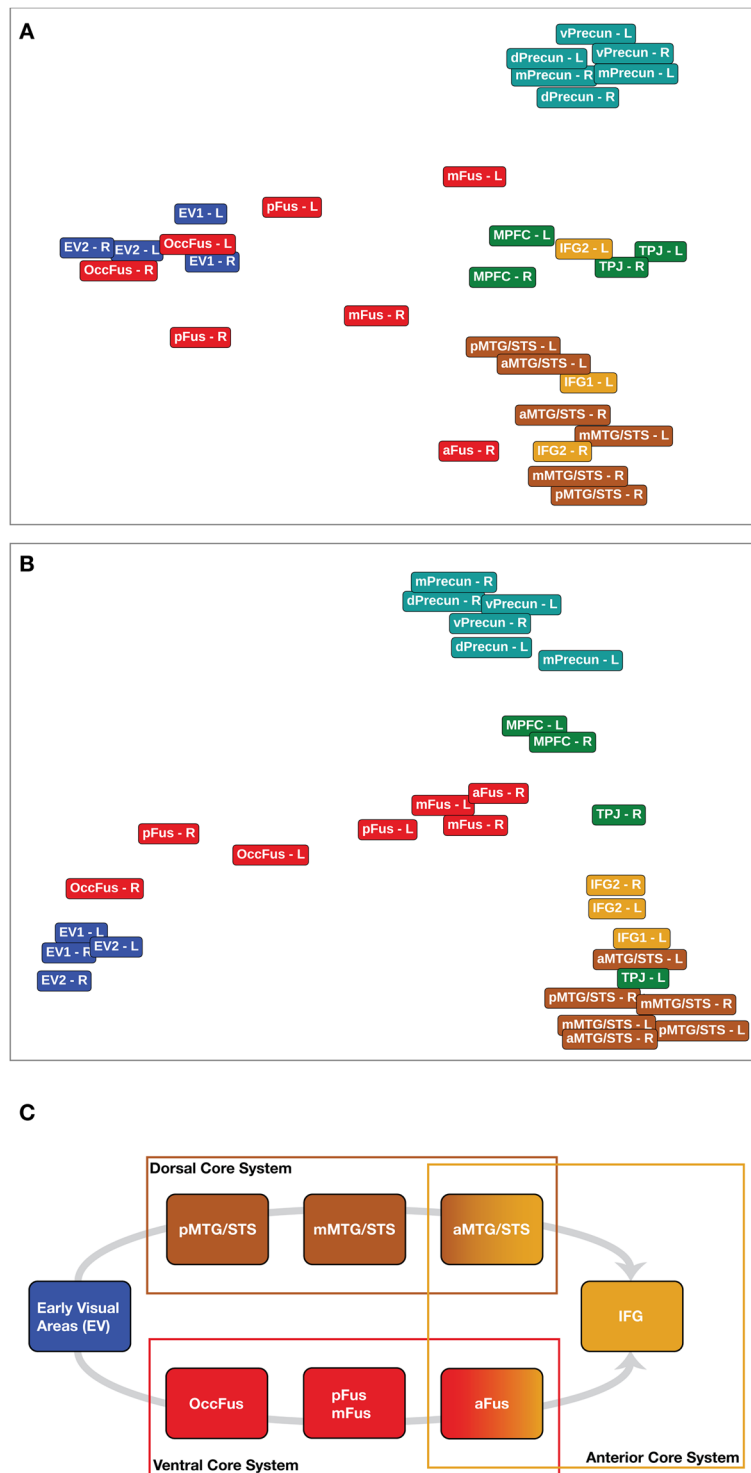 A
vPrecun - L
vPrecun - R
dPrecun - L
mPrecun - R
mPrecun - L
dPrecun - R
mFus - L
pFus - L
EV1 - L
MPFC - L
EV2 - R
EV2 - L
OccFus - L
IFG2 - L
TPJ - L
OccFus - R
EV1 - R
MPFC - R
TPJ - R
mFus - R
pFus - R
pMTG/STS - L
aMTG/STS - L
IFG1 - L
aMTG/STS - R
mMTG/STS - L
aFus - R
IFG2 - R
mMTG/STS - R
pMTG/STS - R
B
mPrecun - R
dPrecun - R
vPrecun - L
vPrecun - R
dPrecun - L
mPrecun - L
MPFC - L
MPFC - R
aFus - R
mFus - L
TPJ - R
pFus - R
pFus - L
mFus - R
OccFus - L
OccFus - R
IFG2 - R
IFG2 - L
EV1 - L
IFG1 - L
EV1 - R
EV2 - L
aMTG/STS - L
EV2 - R
TPJ - L
pMTG/STS - R
mMTG/STS - R
mMTG/STS - L
pMTG/STS - L
aMTG/STS - R
C
Dorsal Core System
pMTG/STS
mMTG/STS
aMTG/STS
Early Visual
Areas (EV)
IFG
OccFus
pFus
mFus
aFus
Ventral Core System
Anterior Core System